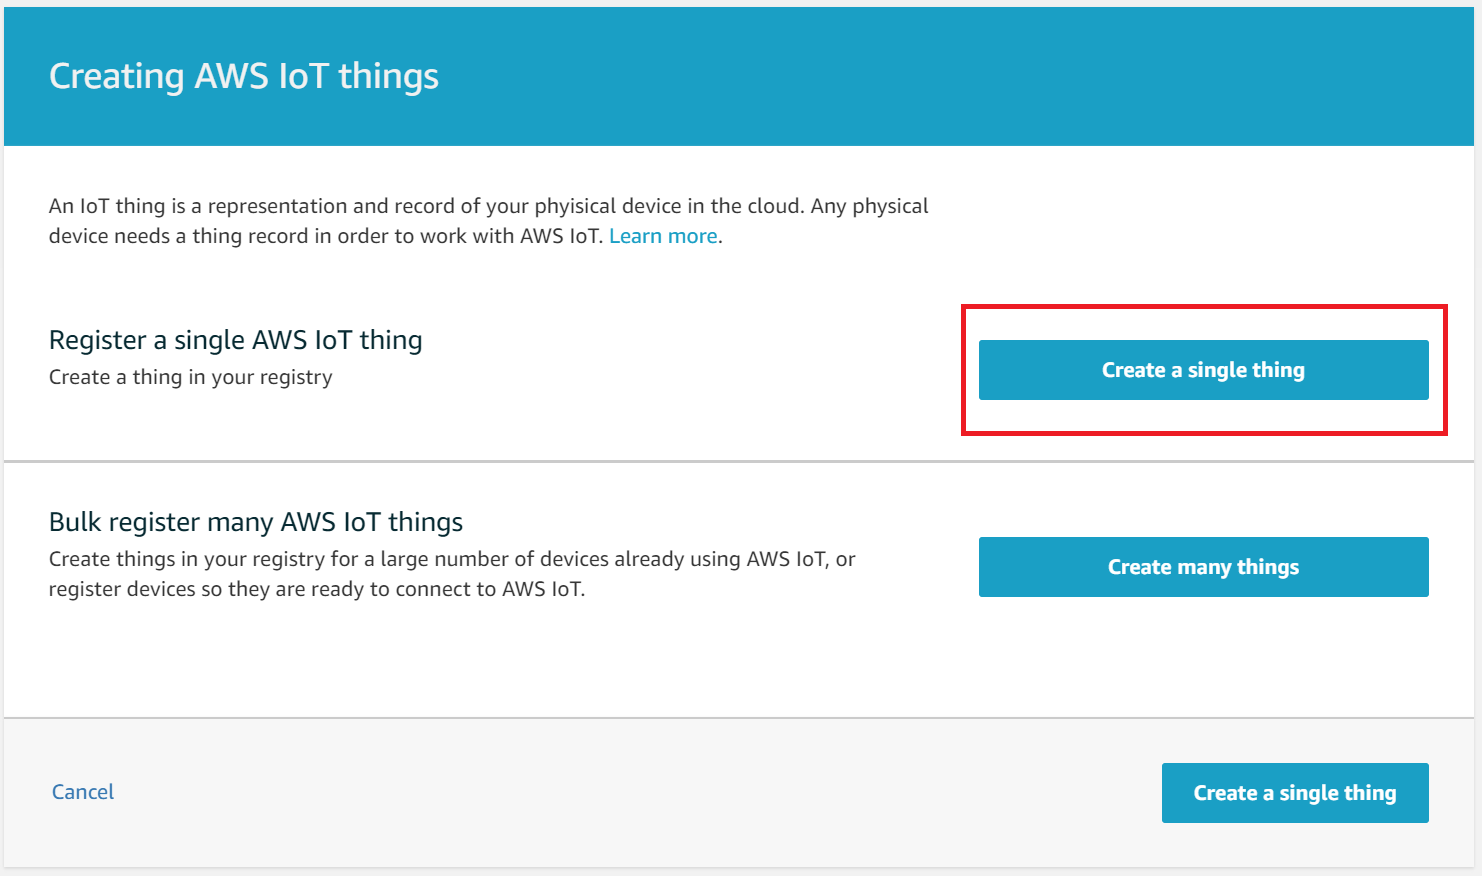 Creating AWS IoT things
An IoT thing is a representation and record of your phyisical device in the cloud. Any physical
device needs a thing record in order to work with AWS IoT. Learn more.
Register a single AWS IoT thing
Create a thing in your registry
Create a single thing
Bulk register many AWS IoT things
Create things in your registry for a large number of devices already using AWS IoT, or
register devices so they are ready to connect to AWS IoT.
Create many things
Cancel
Create a single thing